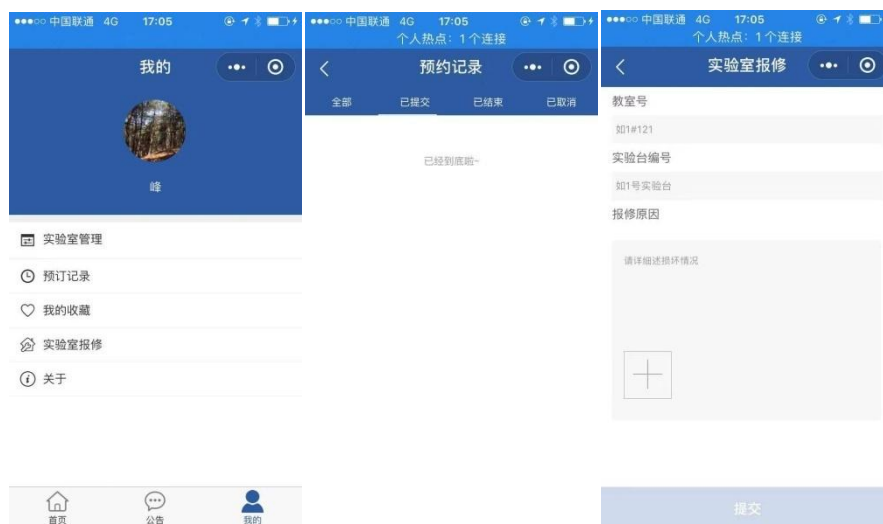 中国联通 4G 17:05
我的
峰
实验室管理
预订记录
我的收藏
实验室报修
关于
首页 公告 我的
中国联通 4G 17:05
个人热点：1个连接
预约记录
全部 已提交 已结束 已取消
已经到底啦~
中国联通 4G 17:05
个人热点：1个连接
实验室报修
教室号
如1#121
实验台编号
如1号实验台
报修原因
请详细述损坏情况
提交